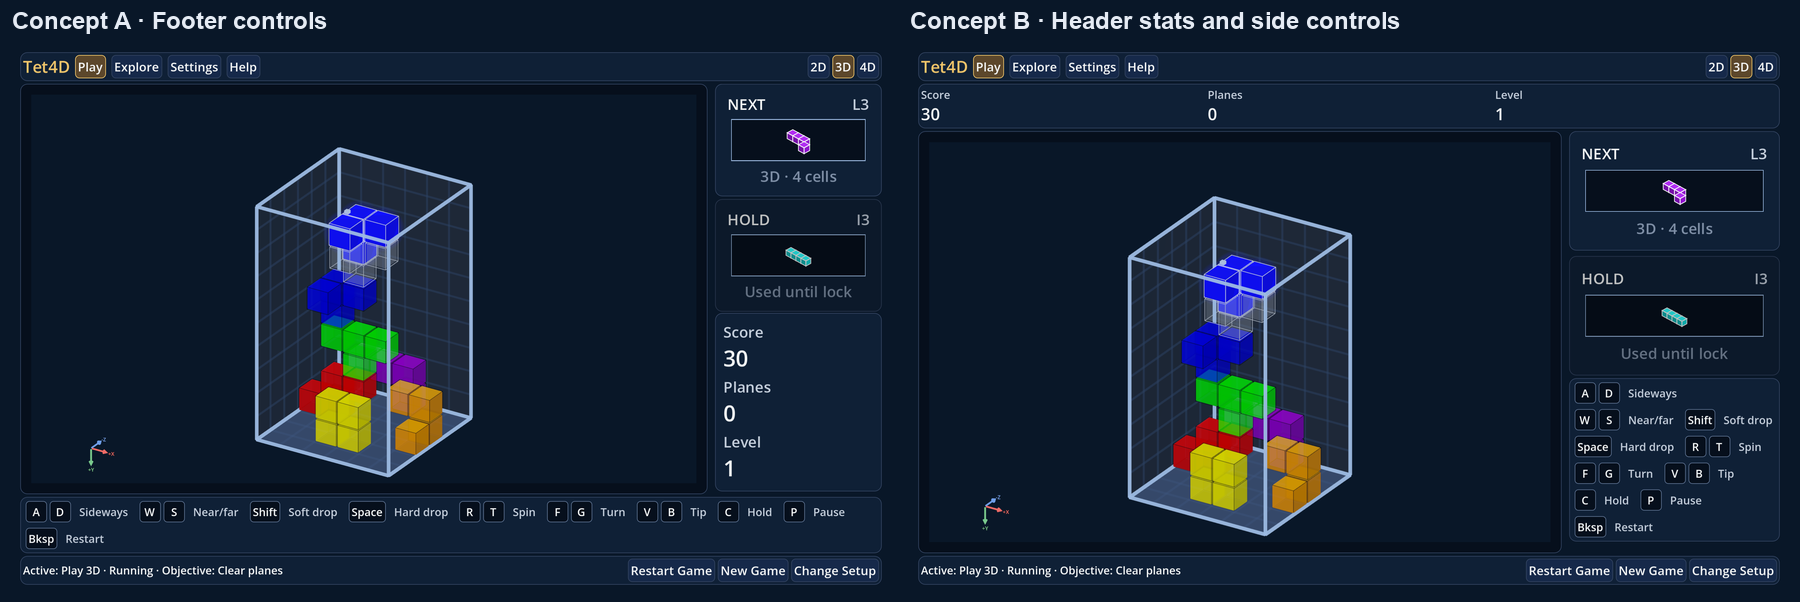 Concept A · Footer controls
Tet4D Play Explore Settings Help 2D 3D 4D
NEXT L3
3D · 4 cells
HOLD I3
Used until lock
Score
30
Planes
0
Level
1
Z
+X
+Y
A D Sideways W S Near/far Shift Soft drop Space Hard drop R T Spin F G Turn V B Tip C Hold P Pause
Bksp Restart
Active: Play 3D · Running · Objective: Clear planes Restart Game New Game Change Setup
Concept B · Header stats and side controls
Tet4D Play Explore Settings Help 2D 3D 4D
Score Planes Level
30 0 1
NEXT L3
3D · 4 cells
HOLD I3
Used until lock
A D Sideways
W S Near/far Shift Soft drop
Space Hard drop R T Spin
F G Turn V B Tip
C Hold P Pause
Bksp Restart
Z
+X
+Y
Active: Play 3D · Running · Objective: Clear planes Restart Game New Game Change Setup